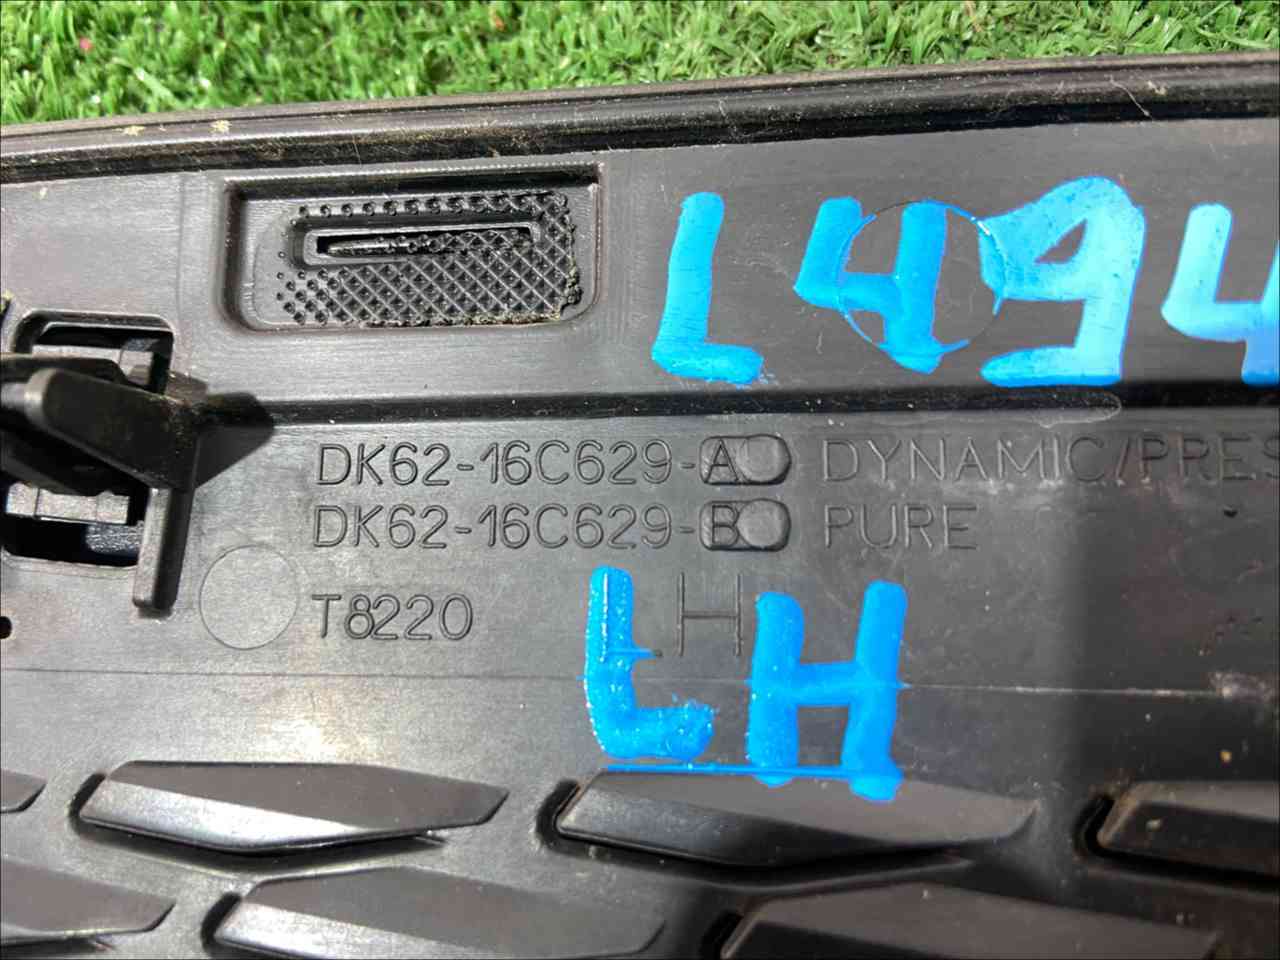 L494
DK62-16C629-A DYNAMIC/PRES
DK62-16C629-B PURE
T8220 LH
LH